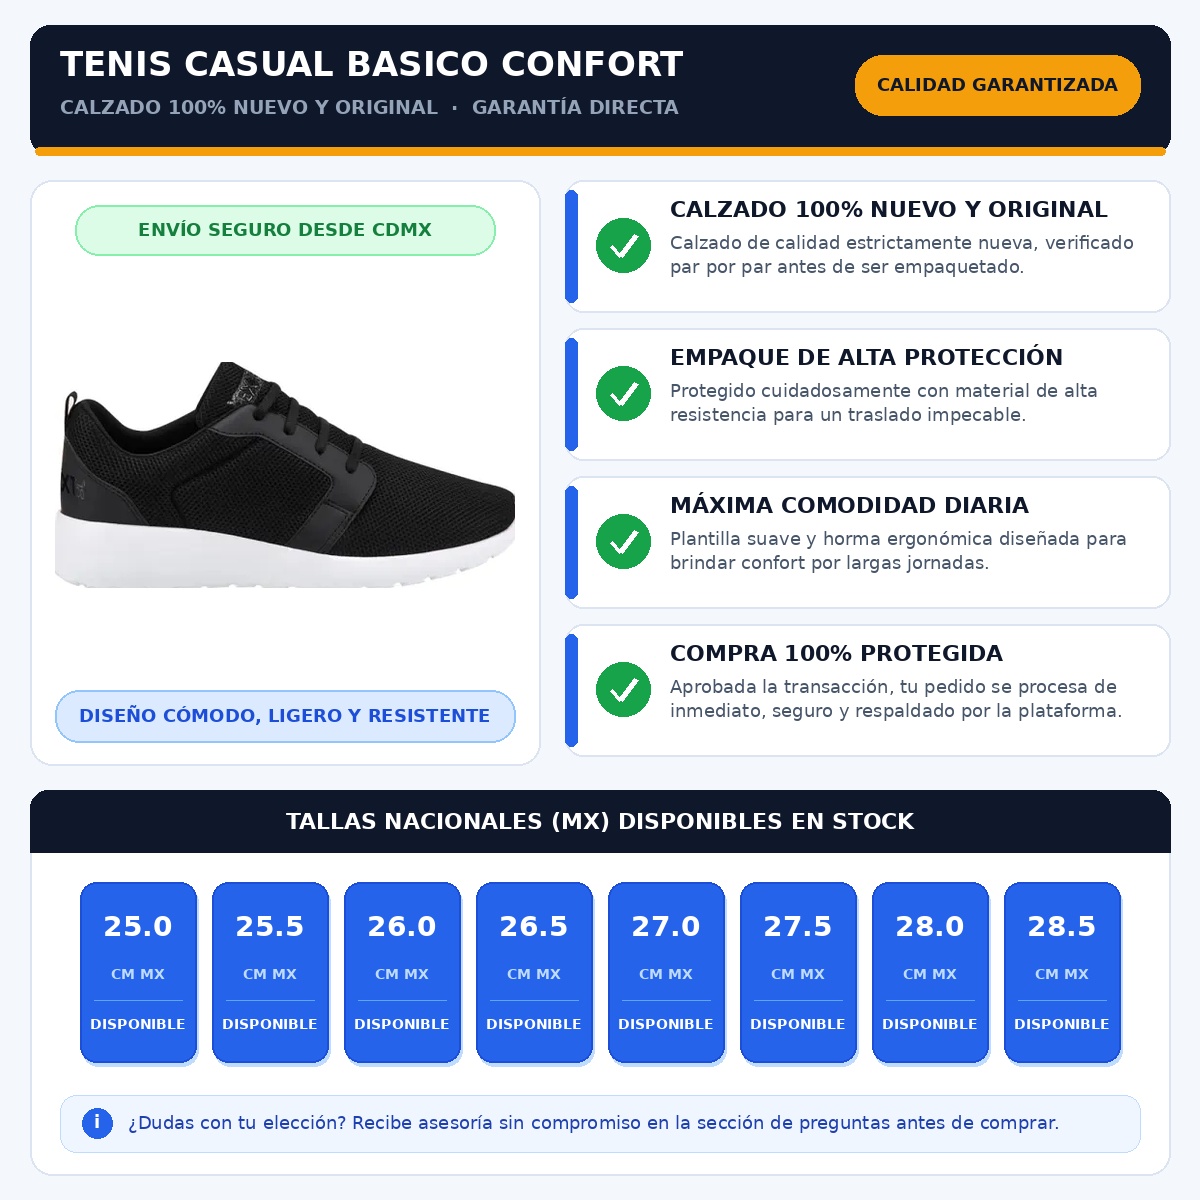 TENIS CASUAL BASICO CONFORT
CALZADO 100% NUEVO Y ORIGINAL · GARANTÍA DIRECTA
CALIDAD GARANTIZADA
ENVÍO SEGURO DESDE CDMX
DISEÑO CÓMODO, LIGERO Y RESISTENTE
CALZADO 100% NUEVO Y ORIGINAL
Calzado de calidad estrictamente nueva, verificado
par por par antes de ser empaquetado.
EMPAQUE DE ALTA PROTECCIÓN
Protegido cuidadosamente con material de alta
resistencia para un traslado impecable.
MÁXIMA COMODIDAD DIARIA
Plantilla suave y horma ergonómica diseñada para
brindar confort por largas jornadas.
COMPRA 100% PROTEGIDA
Aprobada la transacción, tu pedido se procesa de
inmediato, seguro y respaldado por la plataforma.
TALLAS NACIONALES (MX) DISPONIBLES EN STOCK
25.0
CM MX
DISPONIBLE
25.5
CM MX
DISPONIBLE
26.0
CM MX
DISPONIBLE
26.5
CM MX
DISPONIBLE
27.0
CM MX
DISPONIBLE
27.5
CM MX
DISPONIBLE
28.0
CM MX
DISPONIBLE
28.5
CM MX
DISPONIBLE
i
¿Dudas con tu elección? Recibe asesoría sin compromiso en la sección de preguntas antes de comprar.